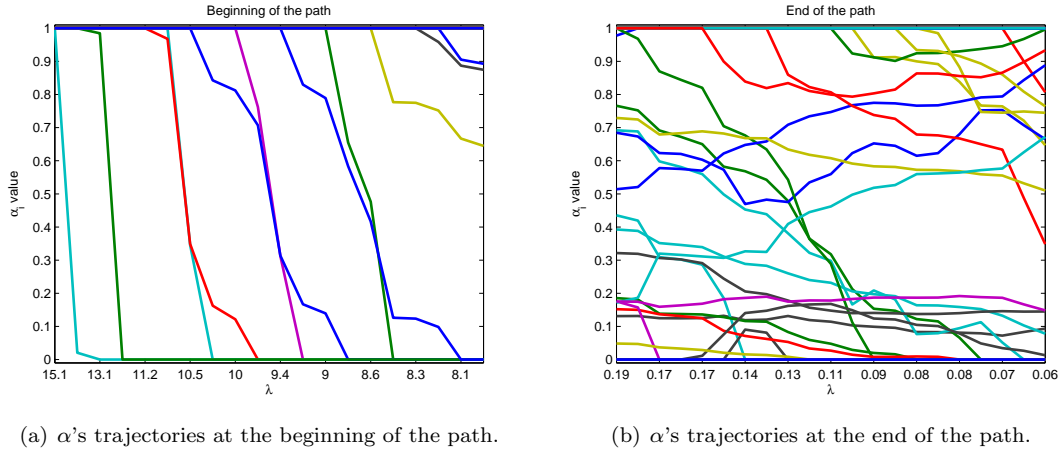 Beginning of the path
1
0.9
0.8
0.7
0.6
0.5
0.4
0.3
0.2
0.1
0
αi value
15.1 13.1 11.2 10.5 10 9.4 9 8.6 8.1
λ
(a) α's trajectories at the beginning of the path.
End of the path
1
0.9
0.8
0.7
0.6
0.5
0.4
0.3
0.2
0.1
0
αi value
0.19 0.17 0.17 0.14 0.13 0.11 0.09 0.08 0.08 0.07 0.06
λ
(b) α's trajectories at the end of the path.